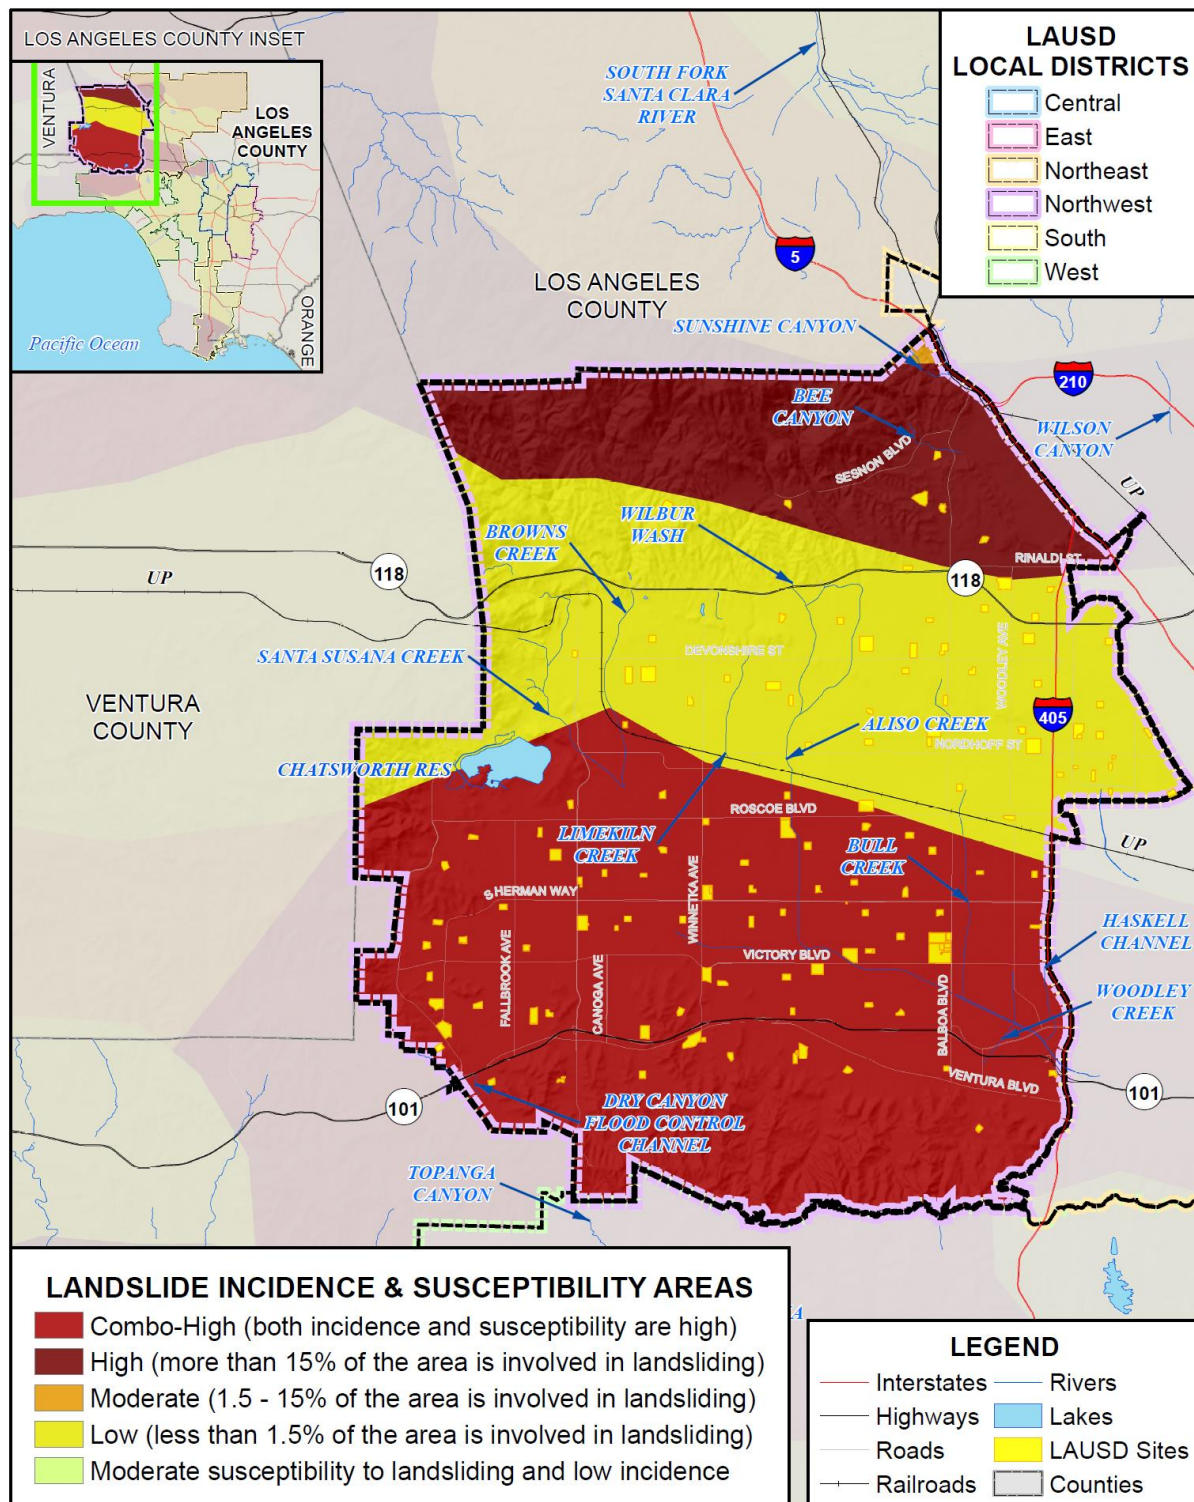 LOS ANGELES COUNTY INSET
VENTURA
LOS
ANGELES
COUNTY
ORANGE
Pacific Ocean
LAUSD
LOCAL DISTRICTS
Central
East
Northeast
Northwest
South
West
SOUTH FORK
SANTA CLARA
RIVER
5
LOS ANGELES
COUNTY
SUNSHINE CANYON
210
BEE
CANYON
WILSON
CANYON
SESNON BLVD
UP
WILBUR
WASH
BROWNS
CREEK
RINALDI ST
118
UP
118
WOODLEY AVE
DEVONSHIRE ST
SANTA SUSANA CREEK
VENTURA
COUNTY
405
ALISO CREEK
NORDHOFF ST
CHATSWORTH RES
ROSCOE BLVD
LIMEKILN
CREEK
BULL
CREEK
UP
S HERMAN WAY
WINNETKA AVE
HASKELL
CHANNEL
FALLBROOK AVE
CANOGA AVE
VICTORY BLVD
BALBOA BLVD
WOODLEY
CREEK
VENTURA BLVD
101
101
DRY CANYON
FLOOD CONTROL
CHANNEL
TOPANGA
CANYON
LANDSLIDE INCIDENCE & SUSCEPTIBILITY AREAS
Combo-High (both incidence and susceptibility are high)
High (more than 15% of the area is involved in landsliding)
Moderate (1.5 - 15% of the area is involved in landsliding)
Low (less than 1.5% of the area is involved in landsliding)
Moderate susceptibility to landsliding and low incidence
LEGEND
Interstates
Rivers
Highways
Lakes
Roads
LAUSD Sites
Railroads
Counties